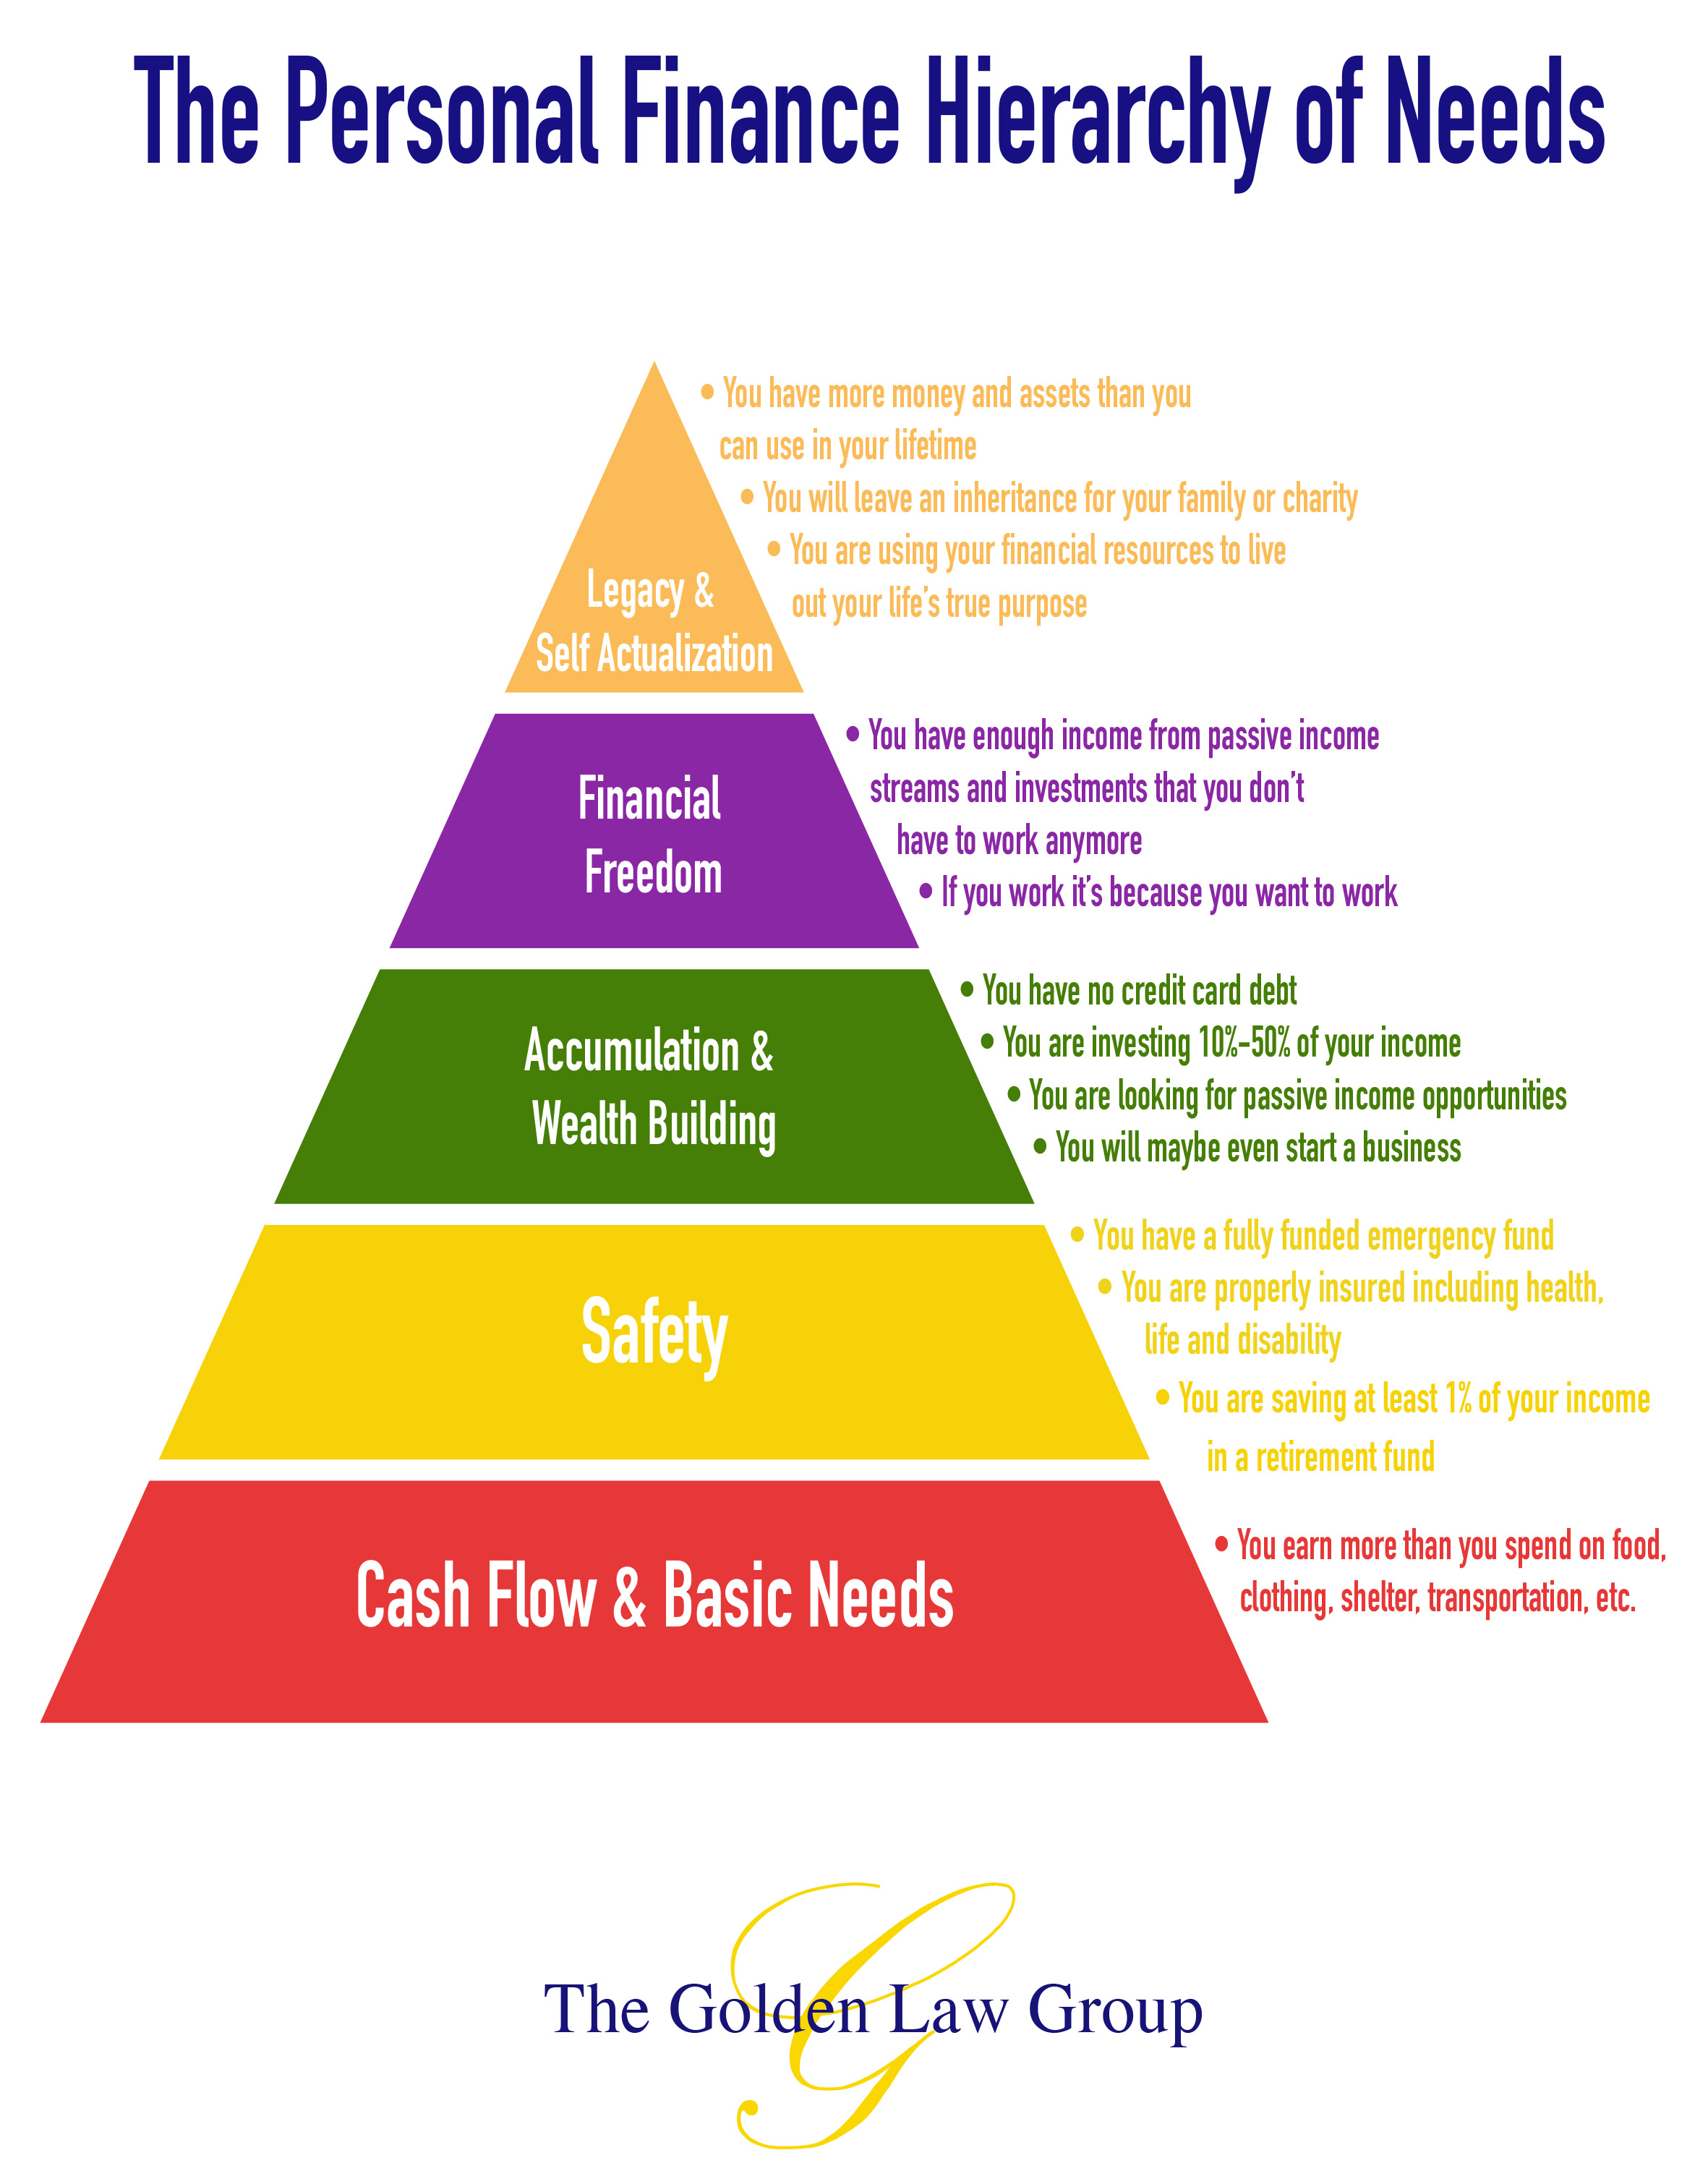 The Personal Finance Hierarchy of Needs
• You have more money and assets than you
can use in your lifetime
• You will leave an inheritance for your family or charity
• You are using your financial resources to live
out your life's true purpose
Legacy &
Self Actualization
• You have enough income from passive income
streams and investments that you don't
have to work anymore
• If you work it's because you want to work
Financial
Freedom
• You have no credit card debt
• You are investing 10%-50% of your income
• You are looking for passive income opportunities
• You will maybe even start a business
Accumulation &
Wealth Building
• You have a fully funded emergency fund
• You are properly insured including health,
life and disability
• You are saving at least 1% of your income
in a retirement fund
Safety
• You earn more than you spend on food,
clothing, shelter, transportation, etc.
Cash Flow & Basic Needs
G
The Golden Law Group